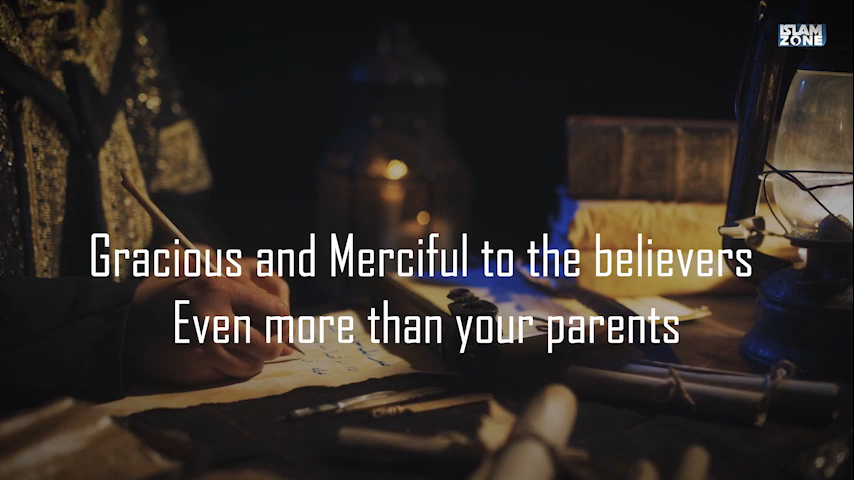 ISLAM
ZONE
Gracious and Merciful to the believers
Even more than your parents